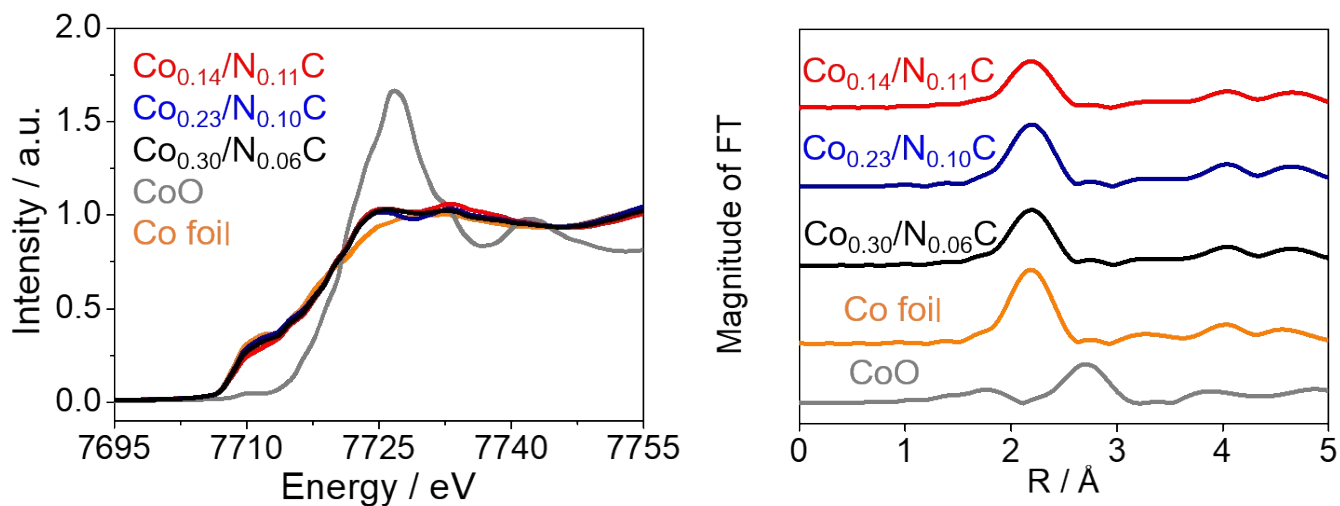 2.0
1.5
1.0
0.5
0.0
Intensity / a.u.
Co0.14/N0.11C
Co0.23/N0.10C
Co0.30/N0.06C
CoO
Co foil
7695 7710 7725 7740 7755
Energy / eV
Magnitude of FT
Co0.14/N0.11C
Co0.23/N0.10C
Co0.30/N0.06C
Co foil
CoO
0 1 2 3 4 5
R / Å